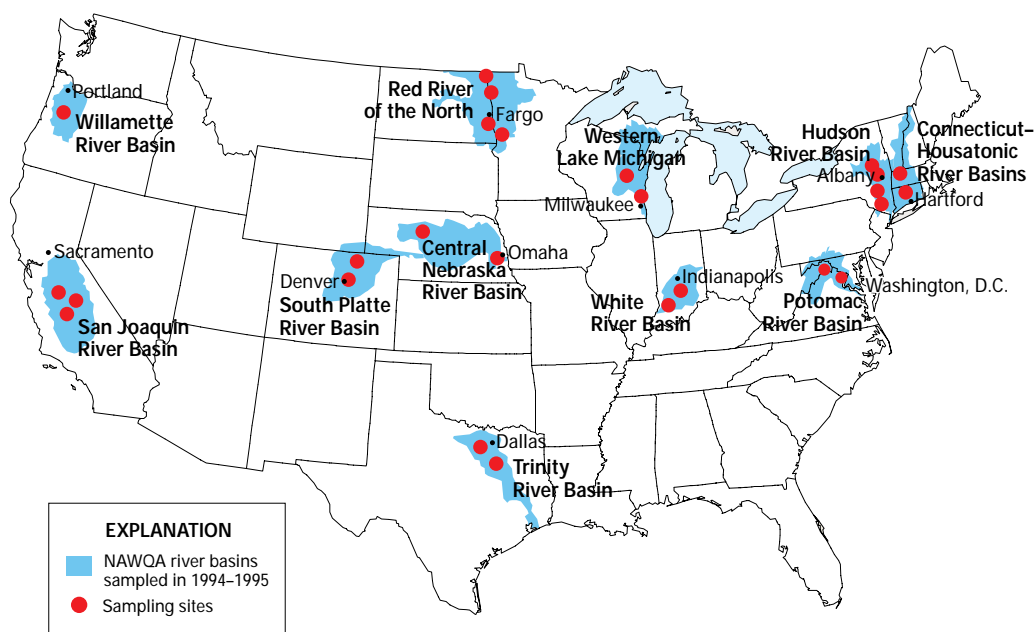 Portland
Willamette
River Basin
Red River
of the North
Fargo
Western
Lake Michigan
Milwaukee
Hudson
River Basin
Albany
Connecticut–
Housatonic
River Basins
Hartford
Sacramento
San Joaquin
River Basin
Denver
South Platte
River Basin
Central
Nebraska
River Basin
Omaha
Indianapolis
White
River Basin
Washington, D.C.
Potomac
River Basin
Dallas
Trinity
River Basin
EXPLANATION
NAWQA river basins
sampled in 1994–1995
Sampling sites